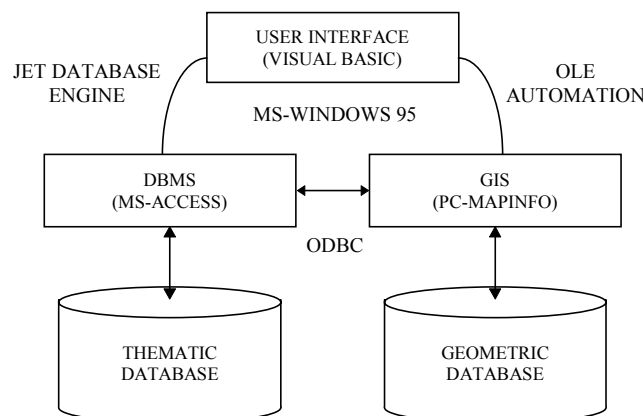 USER INTERFACE
(VISUAL BASIC)
JET DATABASE
ENGINE
OLE
AUTOMATION
MS-WINDOWS 95
DBMS
(MS-ACCESS)
GIS
(PC-MAPINFO)
ODBC
THEMATIC
DATABASE
GEOMETRIC
DATABASE